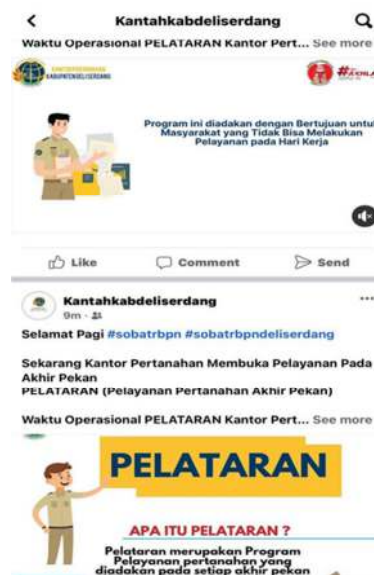 Kantahkabdeliserdang
Waktu Operasional PELATARAN Kantor Pert... See more
KABUPATEN DELI SERDANG
Program ini diadakan dengan Bertujuan untuk
Masyarakat yang Tidak Bisa Melakukan
Pelayanan pada Hari Kerja
Like
Comment
Send
Kantahkabdeliserdang
9m
Selamat Pagi #sobatrbpn #sobatrbpndeliserdang
Sekarang Kantor Pertanahan Membuka Pelayanan Pada
Akhir Pekan
PELATARAN (Pelayanan Pertanahan Akhir Pekan)
Waktu Operasional PELATARAN Kantor Pert... See more
PELATARAN
APA ITU PELATARAN ?
Pelataran merupakan Program
Pelayanan pertanahan yang
diadakan pada setiap akhir pekan